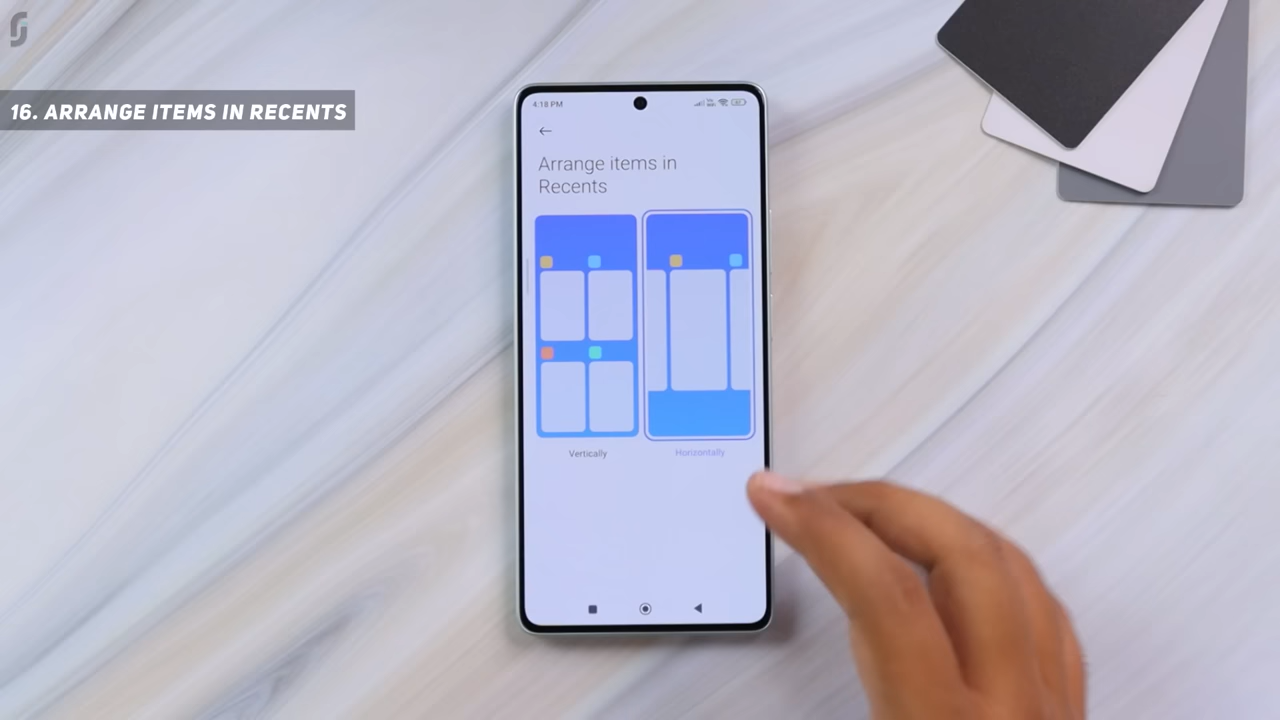 16. ARRANGE ITEMS IN RECENTS
4:18 PM
Arrange items in
Recents
Vertically
Horizontally